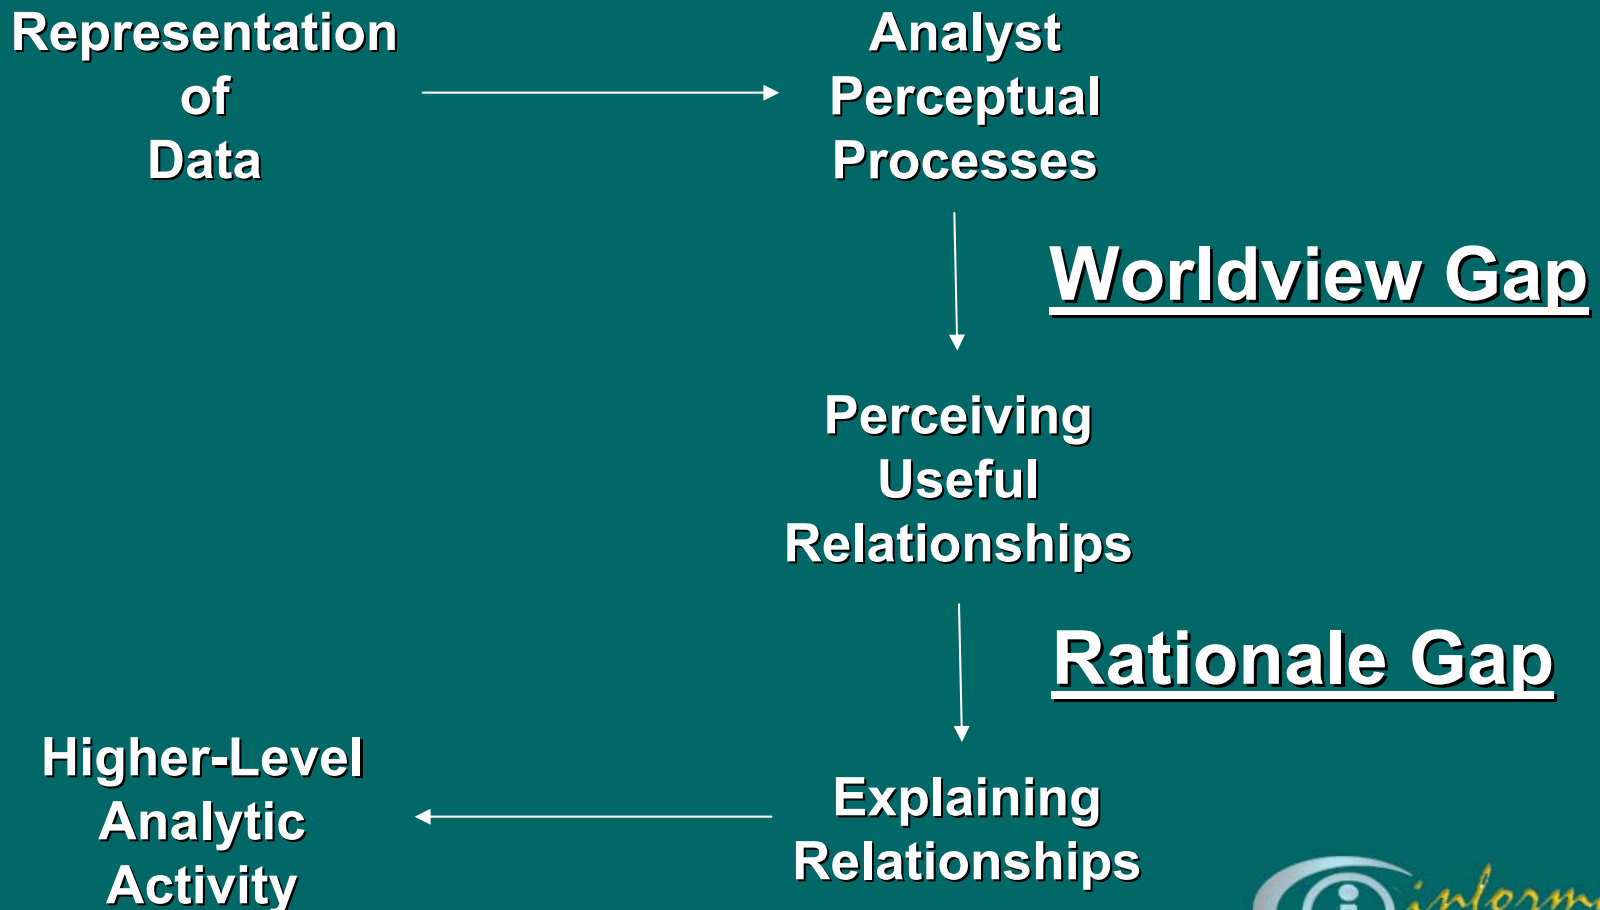 Representation
of
Data
Analyst
Perceptual
Processes
Worldview Gap
Perceiving
Useful
Relationships
Rationale Gap
Explaining
Relationships
Higher-Level
Analytic
Activity